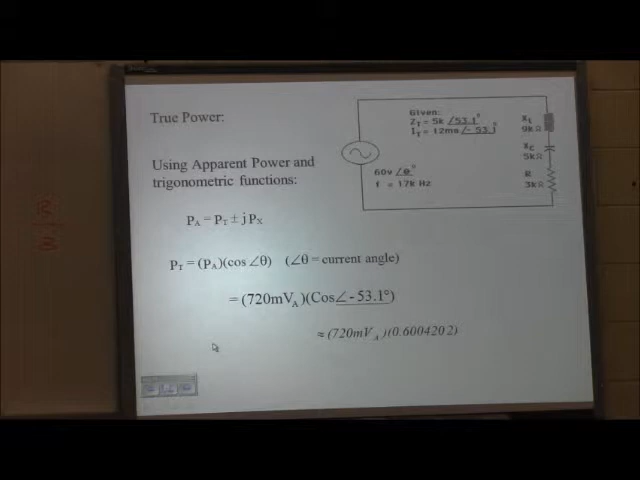 True Power:
Given:
Z_T = 5k ∠53.1°
I_T = 12ma ∠-53.1°
X_L
9kΩ
X_C
5kΩ
R
3kΩ
60v ∠θ°
f = 17k Hz
Using Apparent Power and
trigonometric functions:
P_A = P_T ± jP_X
P_T = (P_A)(cos ∠θ) (∠θ = current angle)
= (720mV_A)(Cos∠-53.1°)
≈ (720mV_A)(0.6004202)